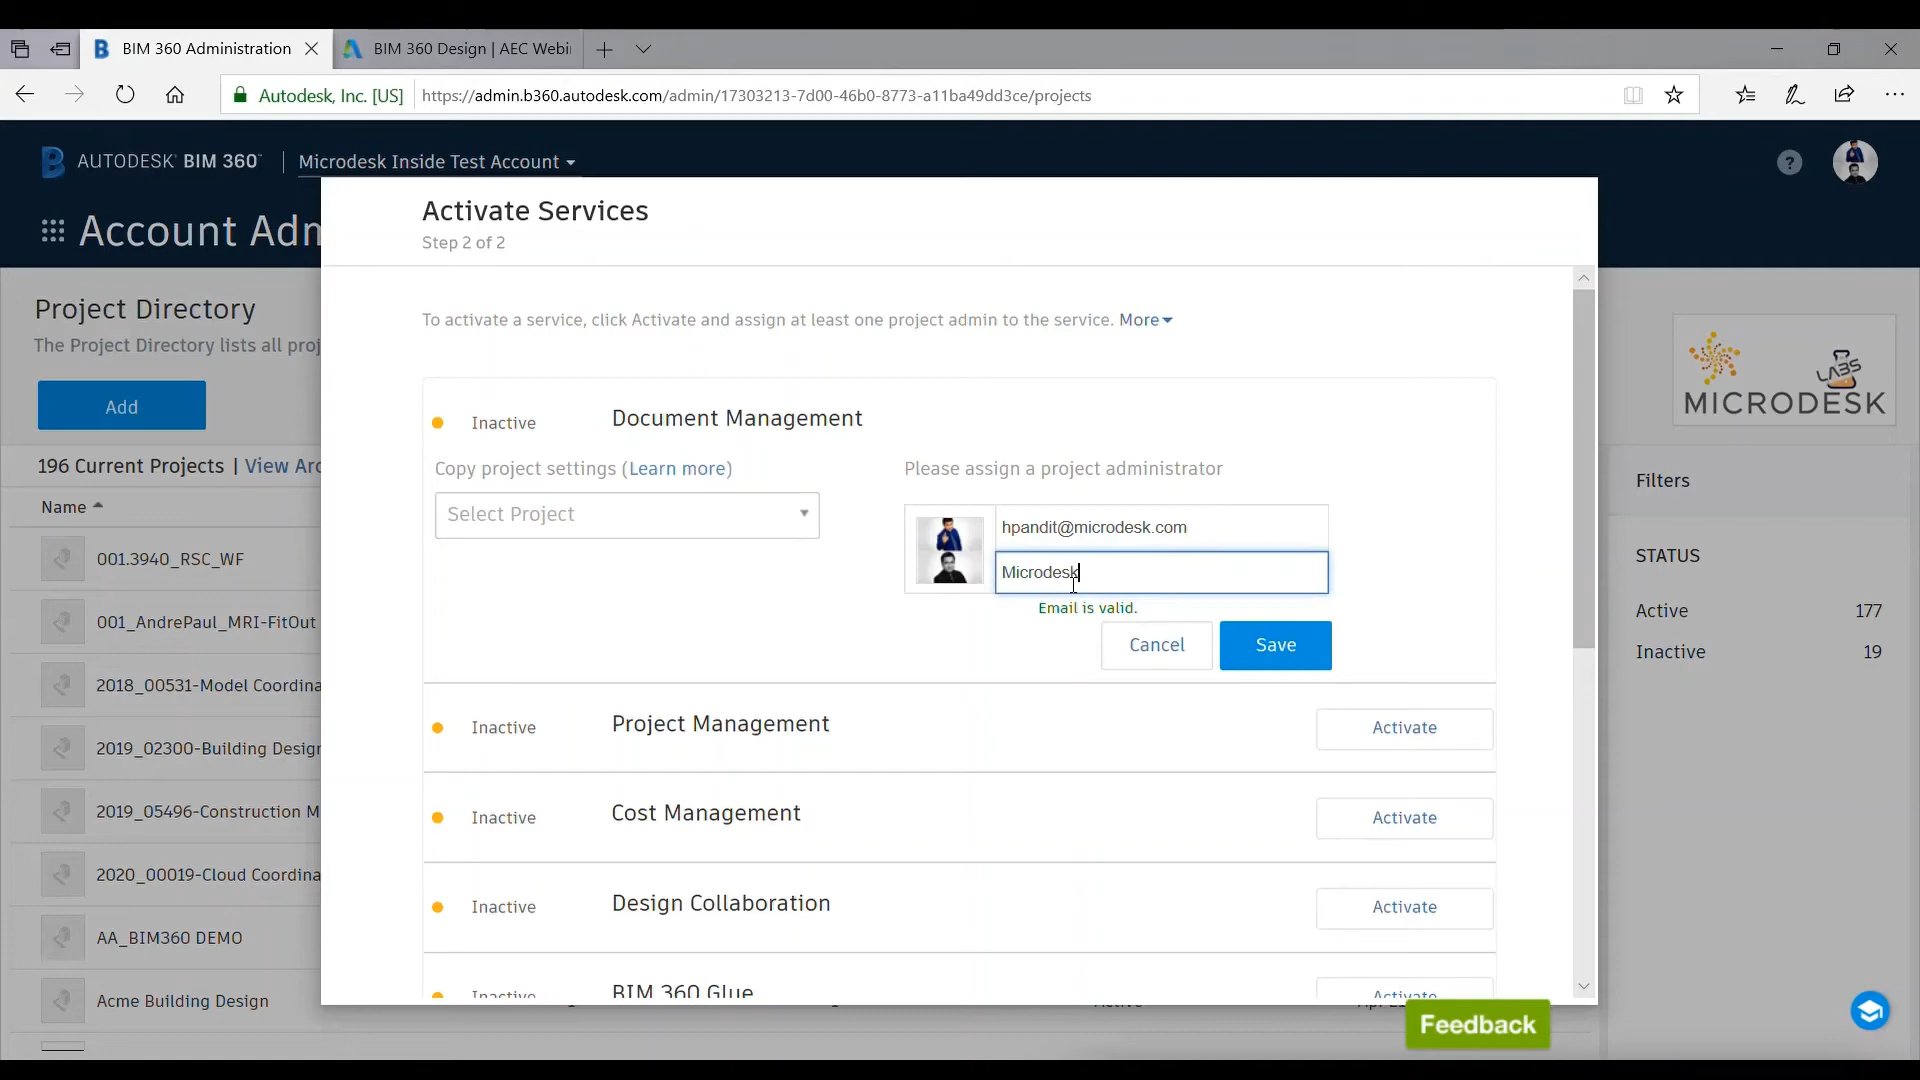 BIM 360 Administration
BIM 360 Design | AEC Webi
Autodesk, Inc. [US]
https://admin.b360.autodesk.com/admin/17303213-7d00-46b0-8773-a11ba49dd3ce/projects
AUTODESK BIM 360
Microdesk Inside Test Account
Account Adm
Activate Services
Step 2 of 2
Project Directory
The Project Directory lists all proj
Add
196 Current Projects | View Arc
Name
001.3940_RSC_WF
001_AndrePaul_MRI-FitOut
2018_00531-Model Coordina
2019_02300-Building Design
2019_05496-Construction M
2020_00019-Cloud Coordina
AA_BIM360 DEMO
Acme Building Design
To activate a service, click Activate and assign at least one project admin to the service. More
Inactive
Document Management
Copy project settings (Learn more)
Select Project
Please assign a project administrator
hpandit@microdesk.com
Microdesk
Email is valid.
Cancel
Save
Inactive
Project Management
Activate
Inactive
Cost Management
Activate
Inactive
Design Collaboration
Activate
Inactive
BIM 360 Glue
Activate
LABS
MICRODESK
Filters
STATUS
Active 177
Inactive 19
Feedback